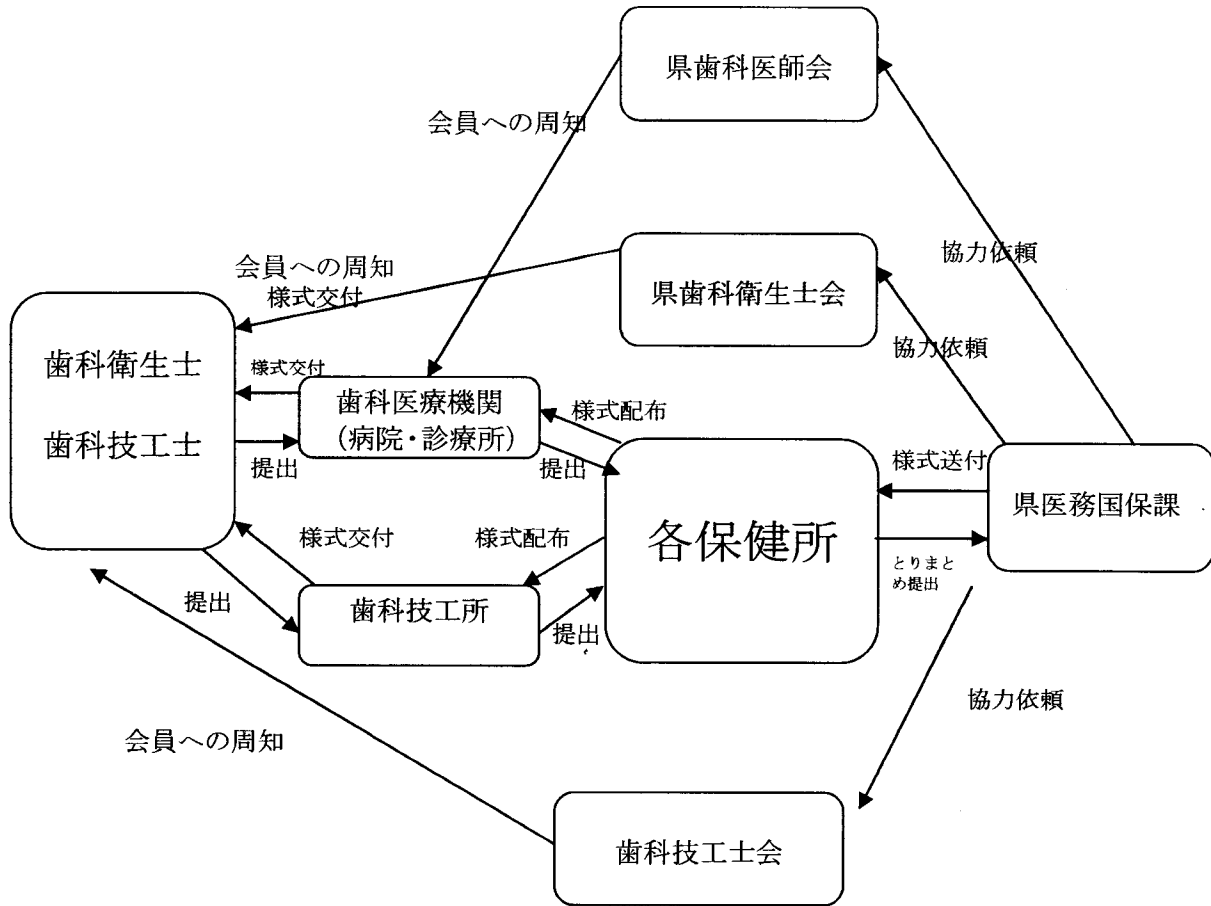 県歯科医師会
会員への周知
協力依頼
県歯科衛生士会
会員への周知
様式交付
協力依頼
歯科衛生士
歯科技工士
様式交付
提出
歯科医療機関
（病院・診療所）
様式配布
提出
各保健所
様式送付
とりまと
め提出
県医務国保課
様式交付
提出
様式配布
歯科技工所
提出
協力依頼
会員への周知
歯科技工士会